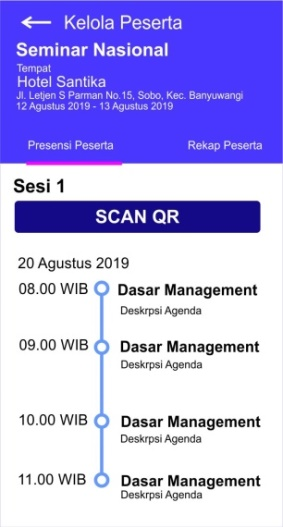 Kelola Peserta
Seminar Nasional
Tempat
Hotel Santika
Jl. Letjen S Parman No.15, Sobo, Kec. Banyuwangi
12 Agustus 2019 - 13 Agustus 2019
Presensi Peserta Rekap Peserta
Sesi 1
SCAN QR
20 Agustus 2019
08.00 WIB Dasar Management
Deskrpsi Agenda
09.00 WIB Dasar Management
Deskrpsi Agenda
10.00 WIB Dasar Management
Deskrpsi Agenda
11.00 WIB Dasar Management
Deskrpsi Agenda